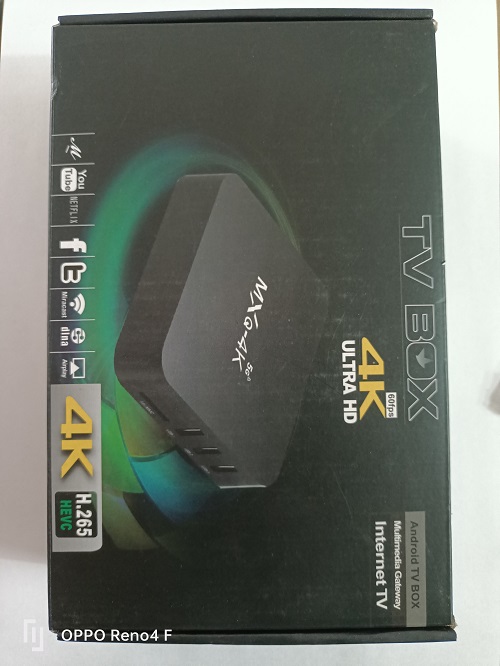 TV BOX
4K
60fps
ULTRA HD
Android TV BOX
Multimedia Gateway
Internet TV
MXQ-4K
5G
You
Tube
NETFLIX
f
t
Miracast
dlna
Airplay
4K
H.265
HEVC
OPPO Reno4 F